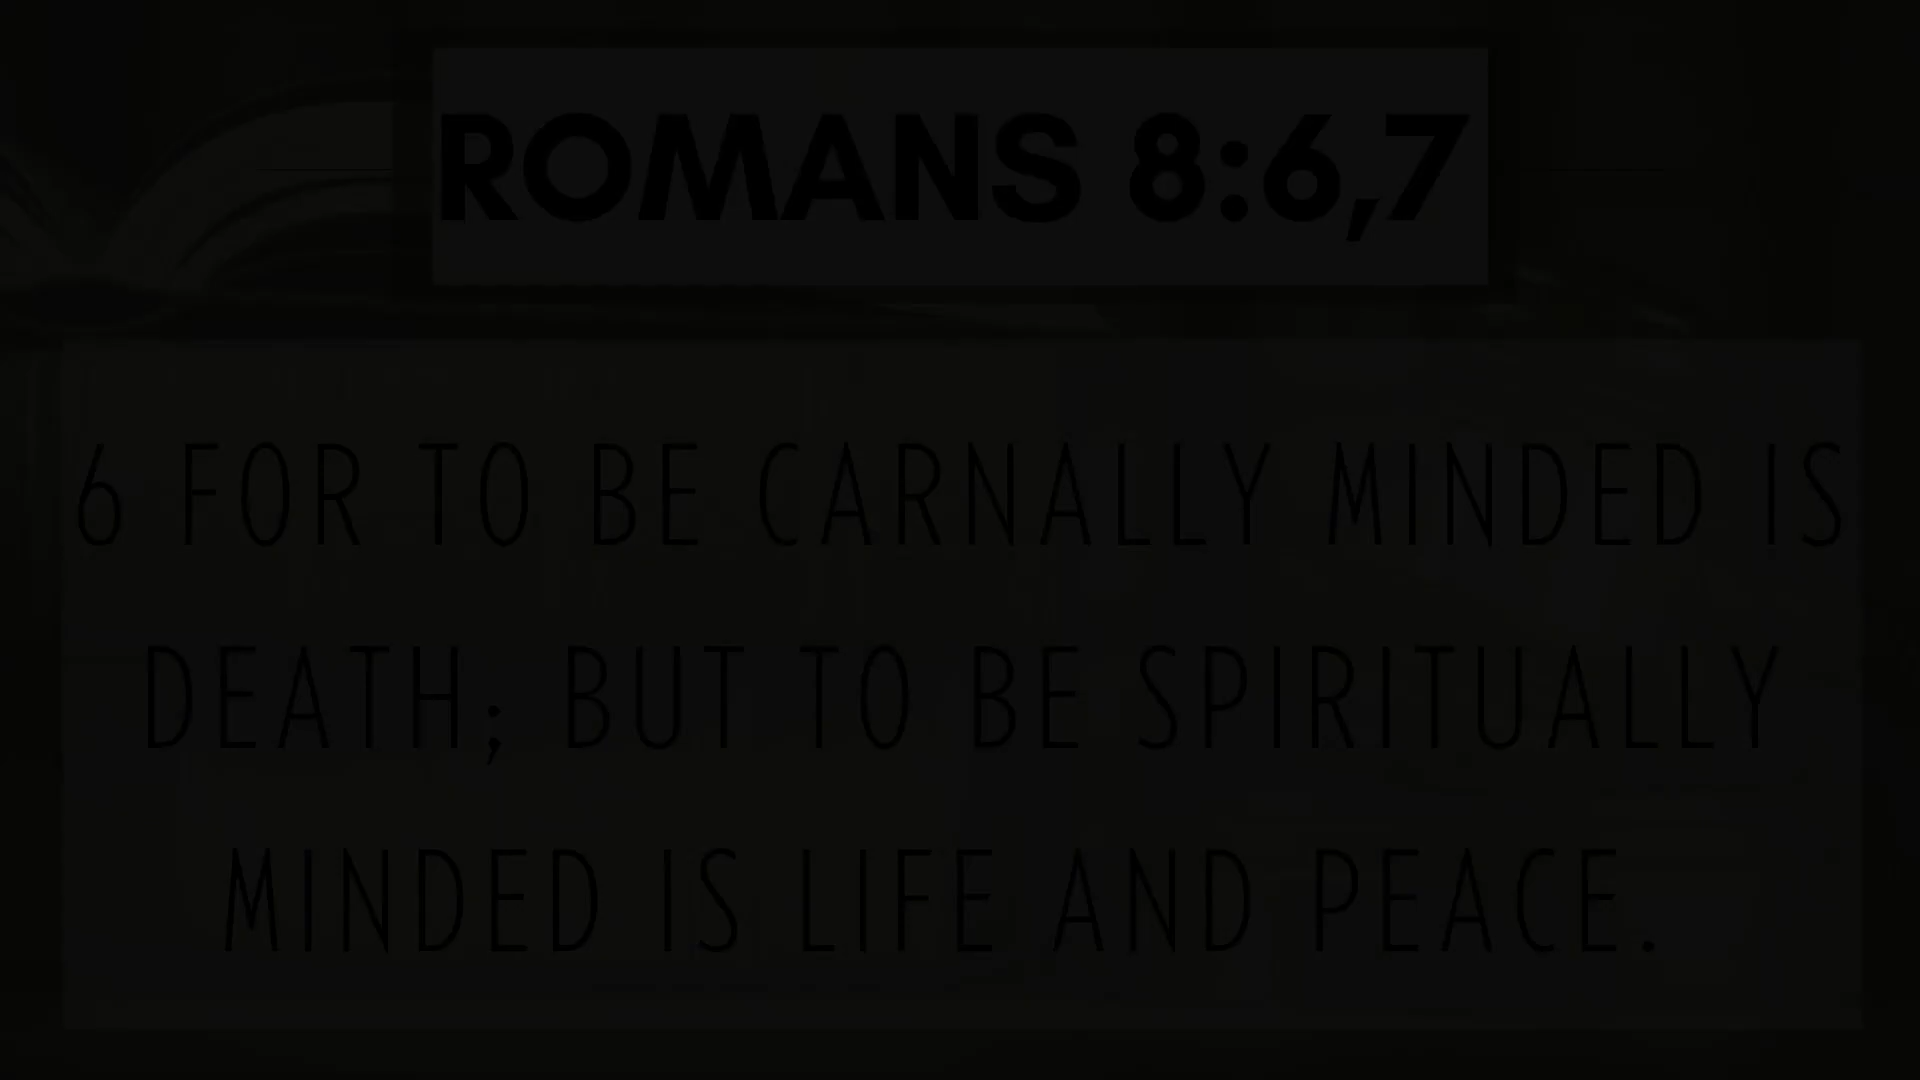 ROMANS 8:6,7
6 FOR TO BE CARNALLY MINDED IS
DEATH; BUT TO BE SPIRITUALLY
MINDED IS LIFE AND PEACE.